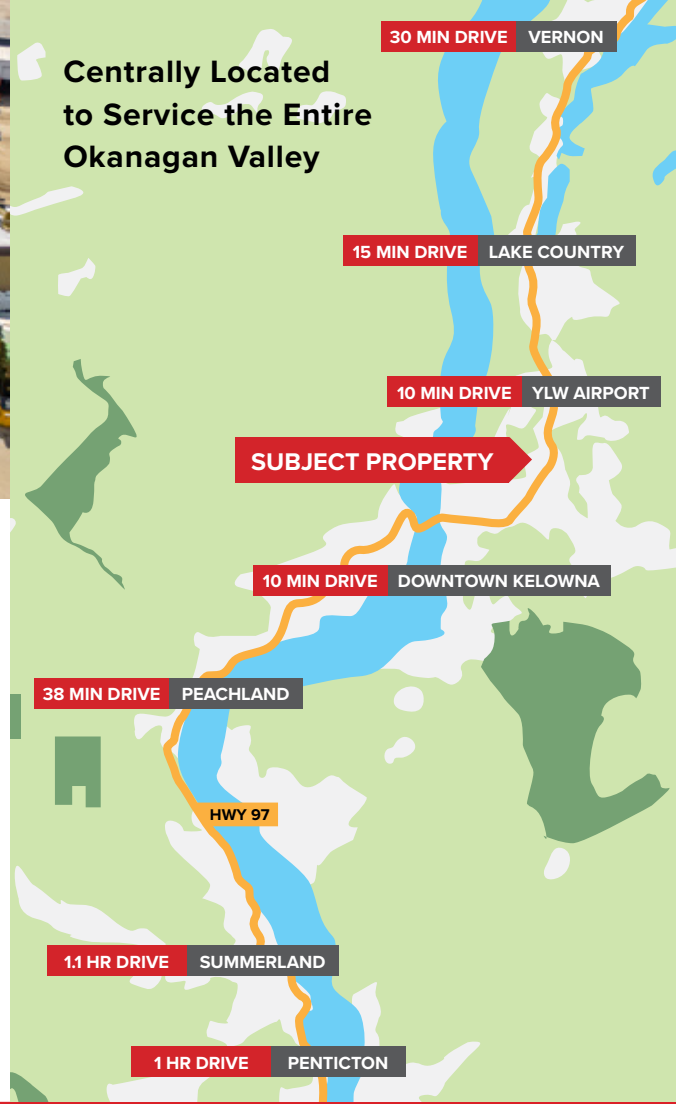 Centrally Located
to Service the Entire
Okanagan Valley
30 MIN DRIVE VERNON
15 MIN DRIVE LAKE COUNTRY
10 MIN DRIVE YLW AIRPORT
SUBJECT PROPERTY
10 MIN DRIVE DOWNTOWN KELOWNA
38 MIN DRIVE PEACHLAND
HWY 97
1.1 HR DRIVE SUMMERLAND
1 HR DRIVE PENTICTON